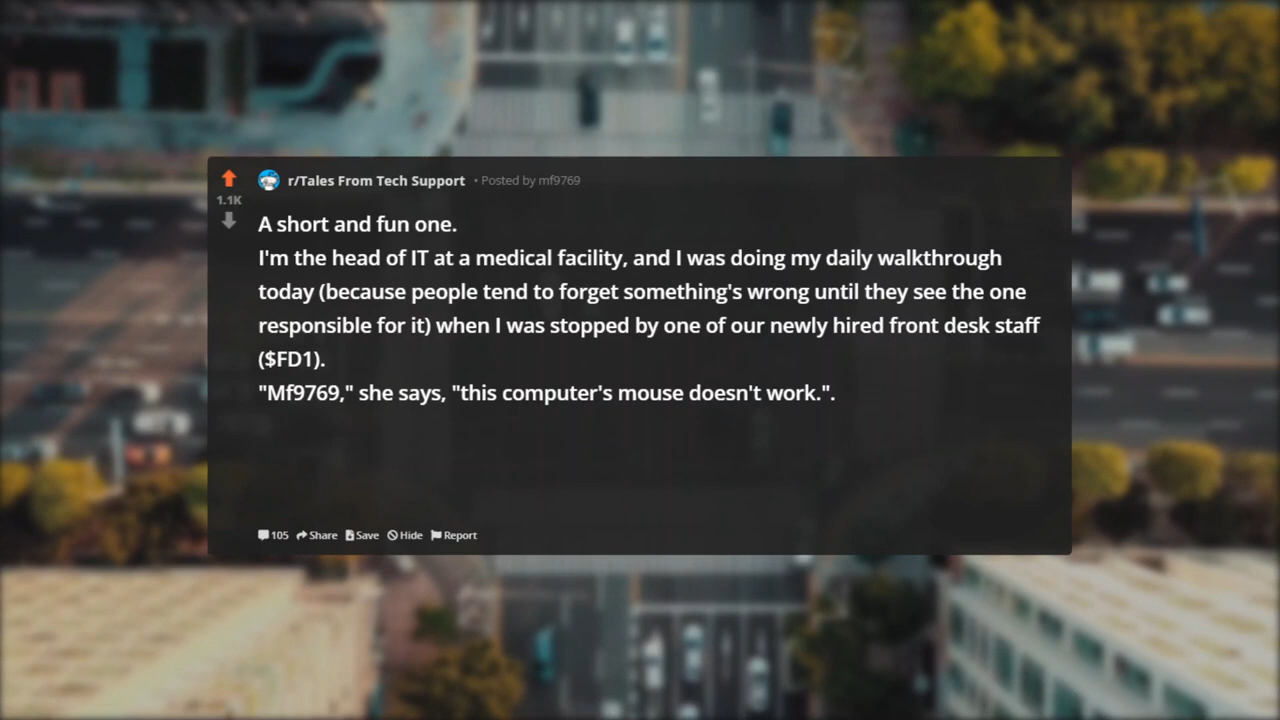 r/Tales From Tech Support • Posted by mf9769
1.1K
A short and fun one.
I'm the head of IT at a medical facility, and I was doing my daily walkthrough
today (because people tend to forget something's wrong until they see the one
responsible for it) when I was stopped by one of our newly hired front desk staff
($FD1).
"Mf9769," she says, "this computer's mouse doesn't work.".
105 Share Save Hide Report